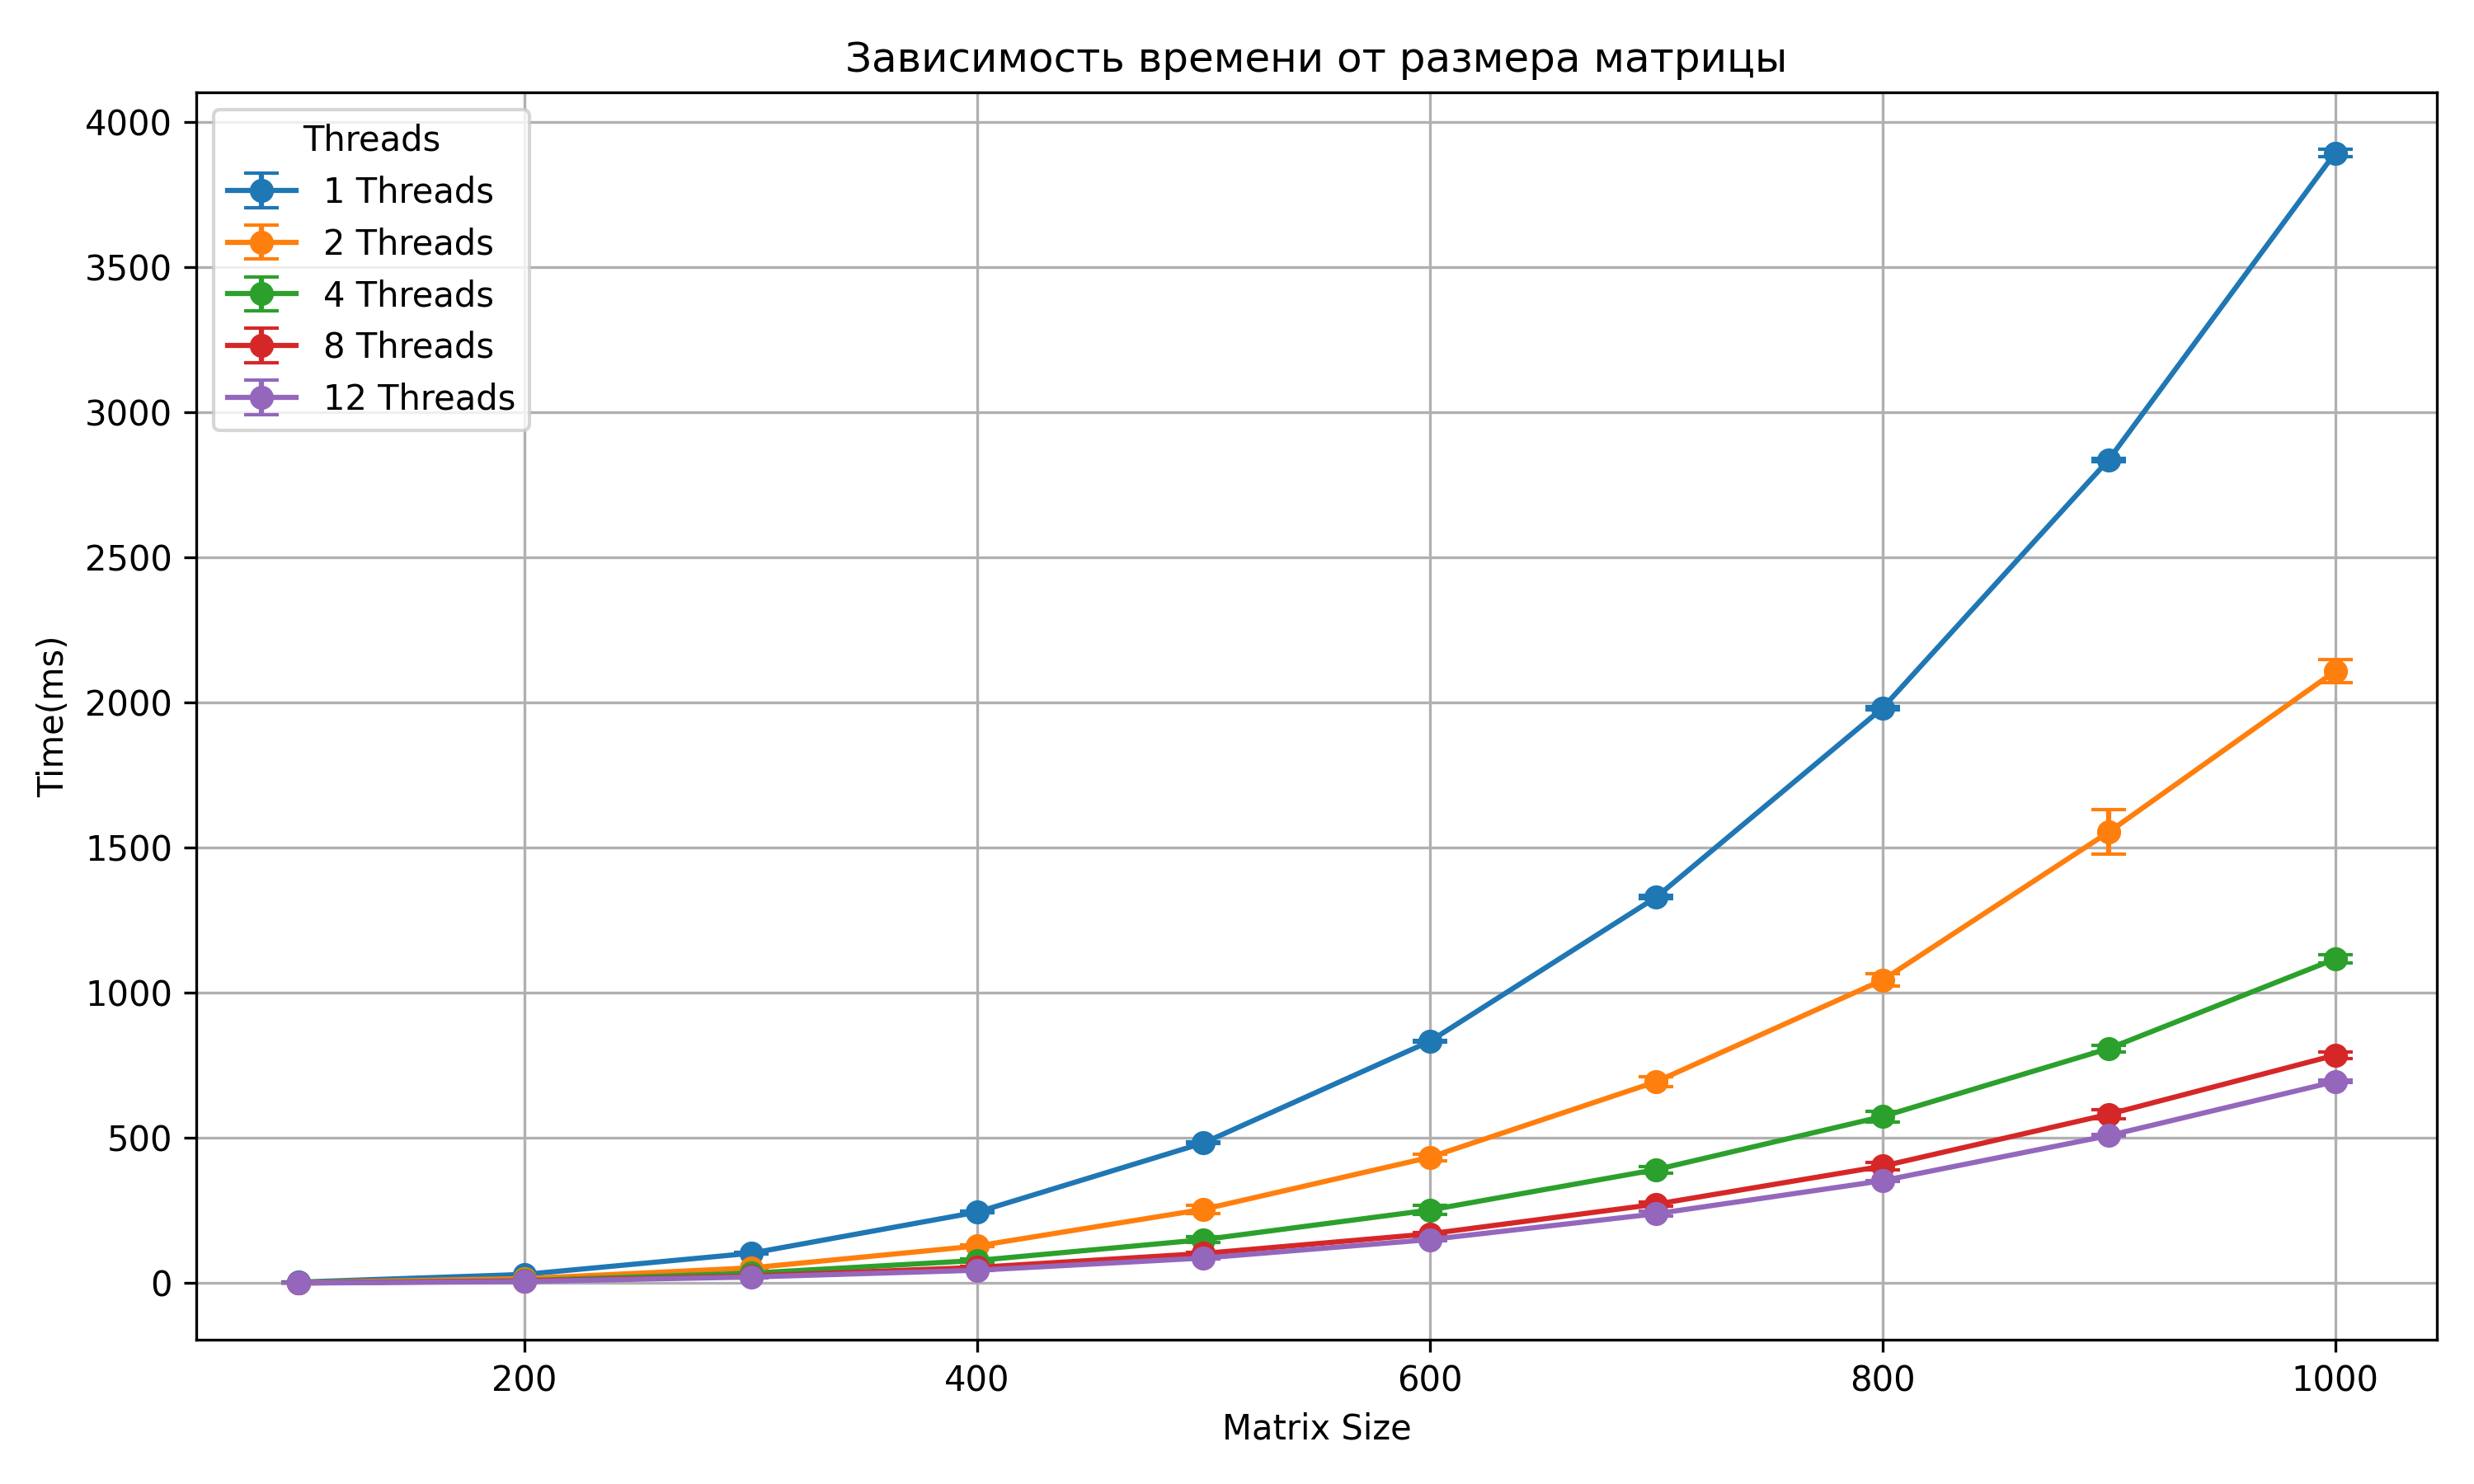 Зависимость времени от размера матрицы
Threads
1 Threads
2 Threads
4 Threads
8 Threads
12 Threads
Time(ms)
4000
3500
3000
2500
2000
1500
1000
500
0
200 400 600 800 1000
Matrix Size